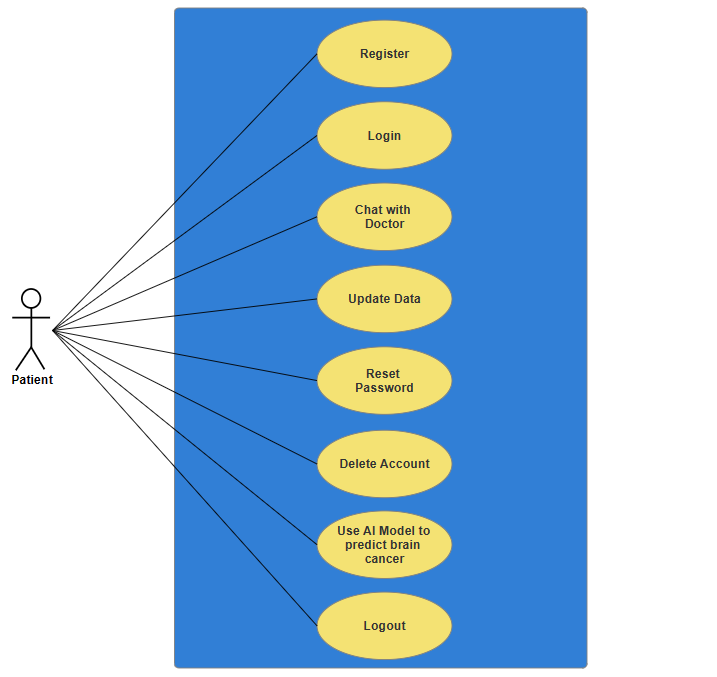 Register
Login
Chat with
Doctor
Update Data
Reset
Password
Patient
Delete Account
Use AI Model to
predict brain
cancer
Logout